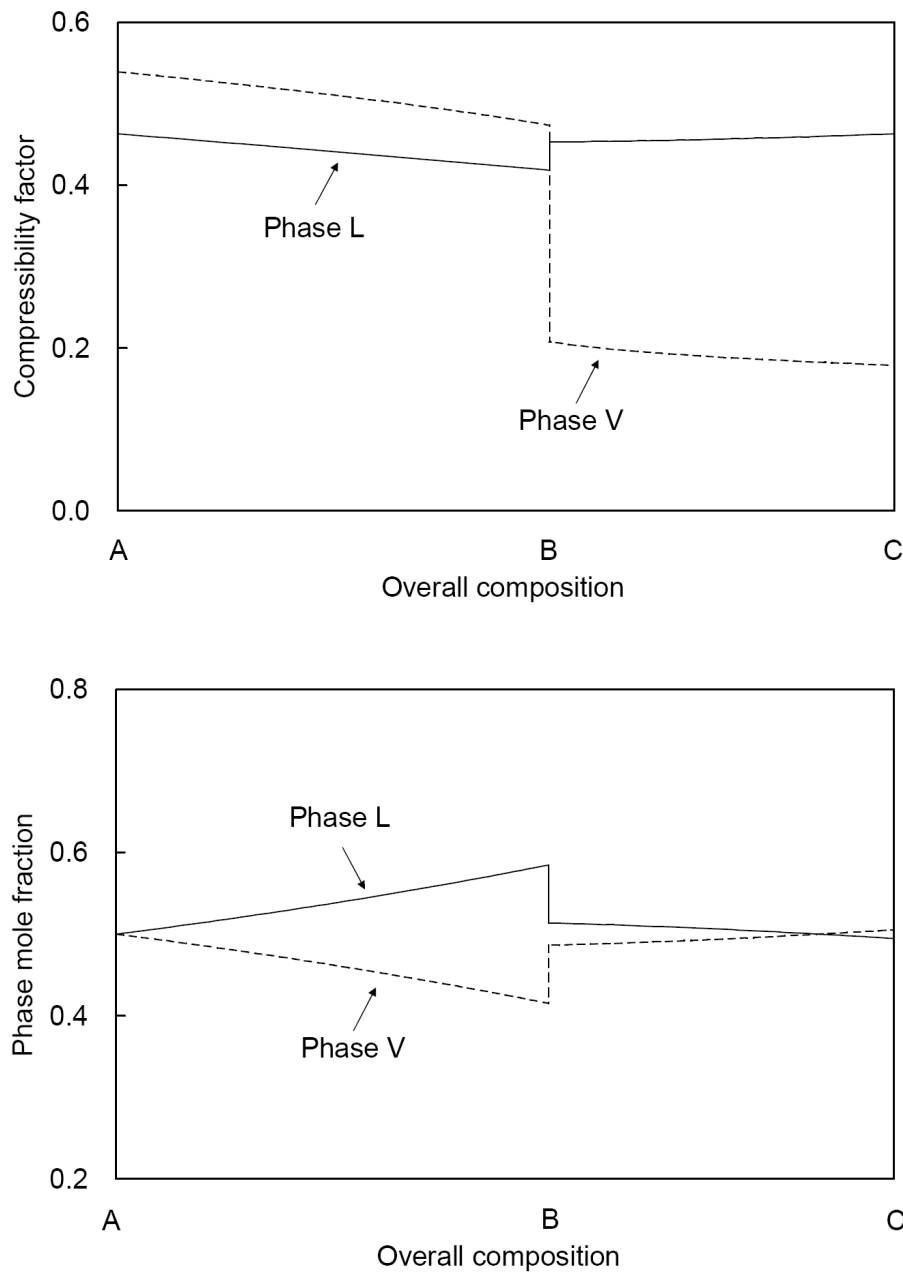 0.6
0.4
0.2
0.0
Compressibility factor
Phase L
Phase V
A B C
Overall composition
0.8
0.6
0.4
0.2
Phase mole fraction
Phase L
Phase V
A B C
Overall composition